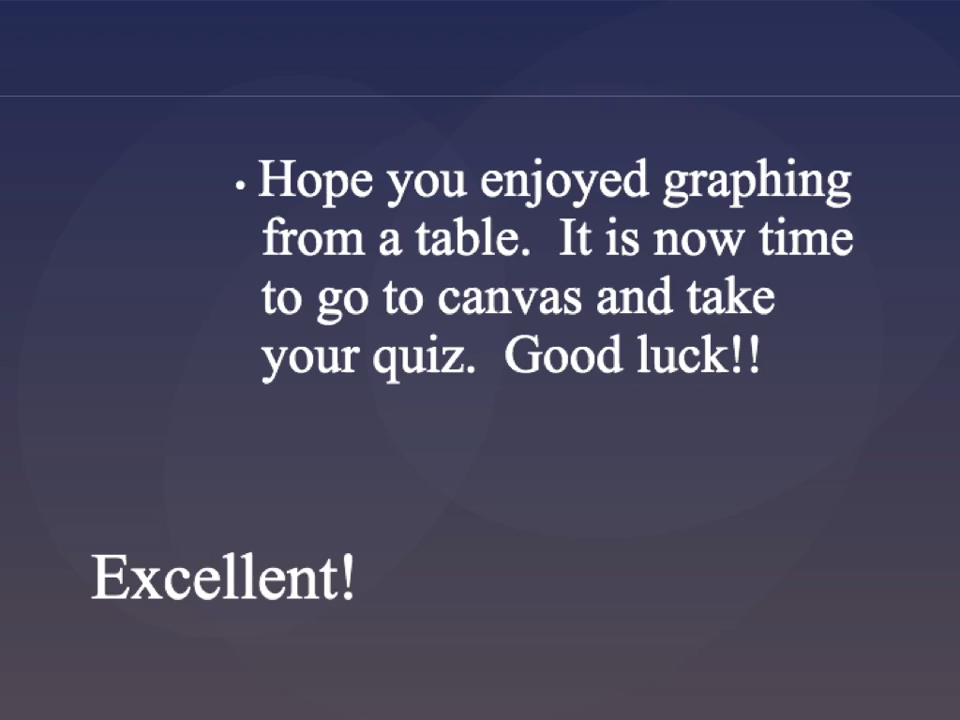 • Hope you enjoyed graphing
from a table.  It is now time
to go to canvas and take
your quiz.  Good luck!!
Excellent!